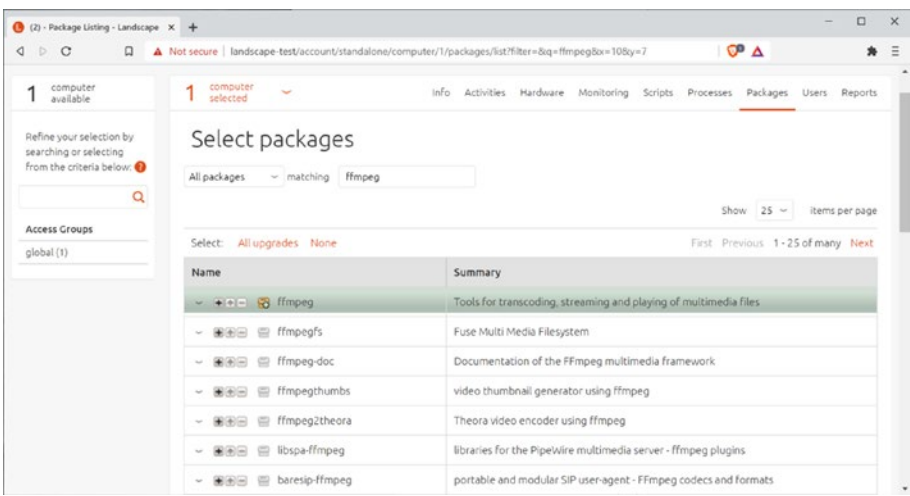 (2) - Package Listing - Landscape
Not secure | landscape-test/account/standalone/computer/1/packages/list?filter=&q=ffmpeg&x=10&y=7
1 computer available
Refine your selection by
searching or selecting
from the criteria below: ?
Access Groups
global (1)
1 computer selected
Info Activities Hardware Monitoring Scripts Processes Packages Users Reports
Select packages
All packages matching ffmpeg
Show 25 items per page
Select: All upgrades None First Previous 1 - 25 of many Next
Name Summary
ffmpeg Tools for transcoding, streaming and playing of multimedia files
ffmpegfs Fuse Multi Media Filesystem
ffmpeg-doc Documentation of the FFmpeg multimedia framework
ffmpegthumbs video thumbnail generator using ffmpeg
ffmpeg2theora Theora video encoder using ffmpeg
libspa-ffmpeg libraries for the PipeWire multimedia server - ffmpeg plugins
baresip-ffmpeg portable and modular SIP user-agent - FFmpeg codecs and formats